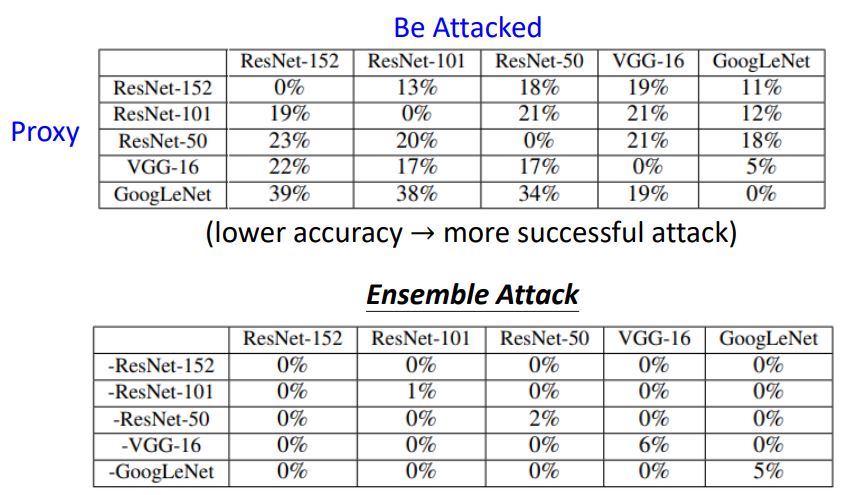 Be Attacked
ResNet-152 ResNet-101 ResNet-50 VGG-16 GoogLeNet
ResNet-152 0% 13% 18% 19% 11%
ResNet-101 19% 0% 21% 21% 12%
Proxy
ResNet-50 23% 20% 0% 21% 18%
VGG-16 22% 17% 17% 0% 5%
GoogLeNet 39% 38% 34% 19% 0%
(lower accuracy → more successful attack)
Ensemble Attack
ResNet-152 ResNet-101 ResNet-50 VGG-16 GoogLeNet
-ResNet-152 0% 0% 0% 0% 0%
-ResNet-101 0% 1% 0% 0% 0%
-ResNet-50 0% 0% 2% 0% 0%
-VGG-16 0% 0% 0% 6% 0%
-GoogLeNet 0% 0% 0% 0% 5%